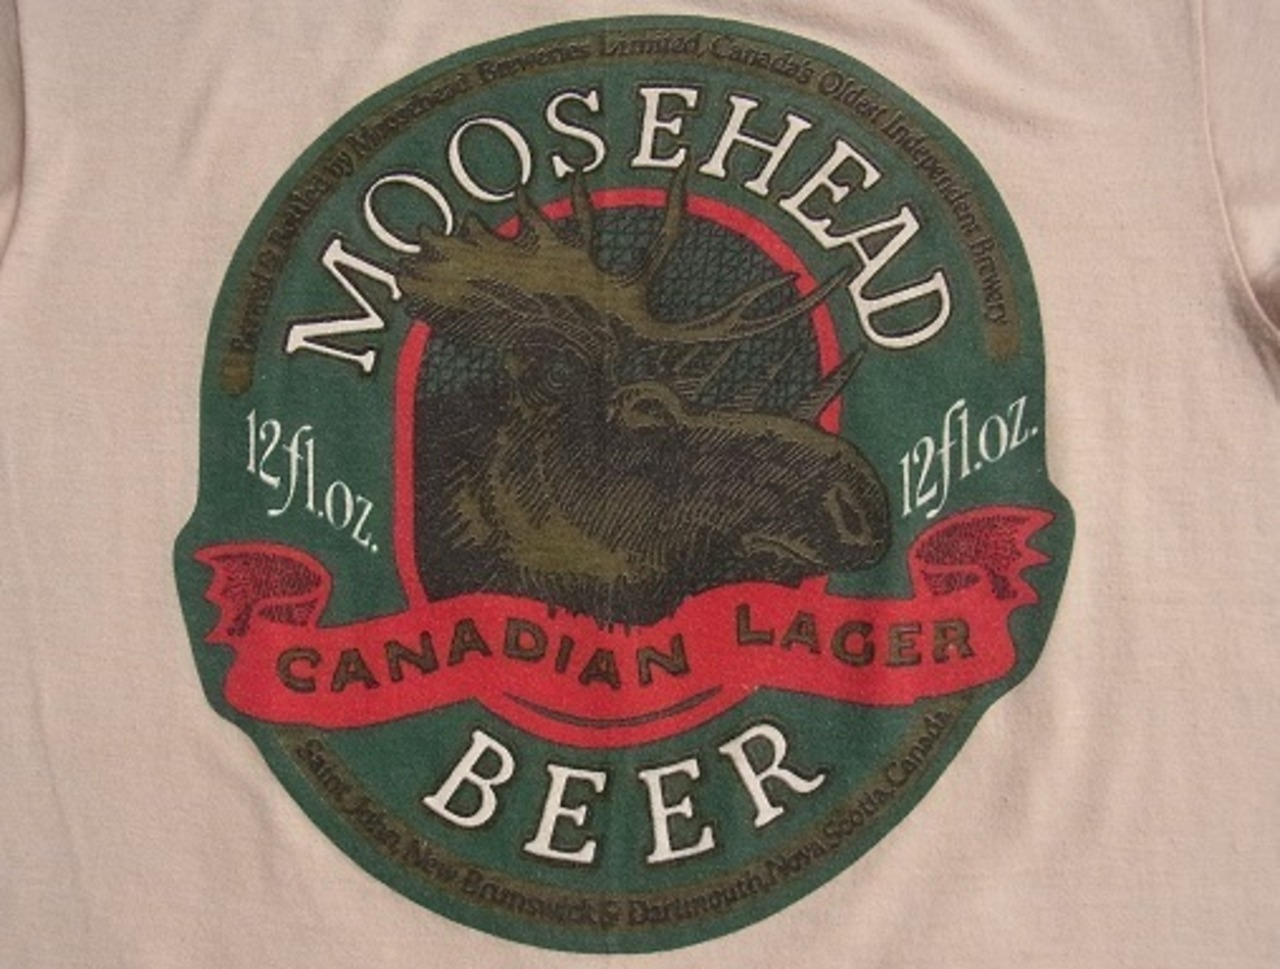 Brewed & Bottled by Moosehead Breweries Limited, Canada's Oldest Independent Brewery
MOOSEHEAD
12fl.oz.
12fl.oz.
CANADIAN LAGER
BEER
Saint John, New Brunswick & Dartmouth, Nova Scotia, Canada